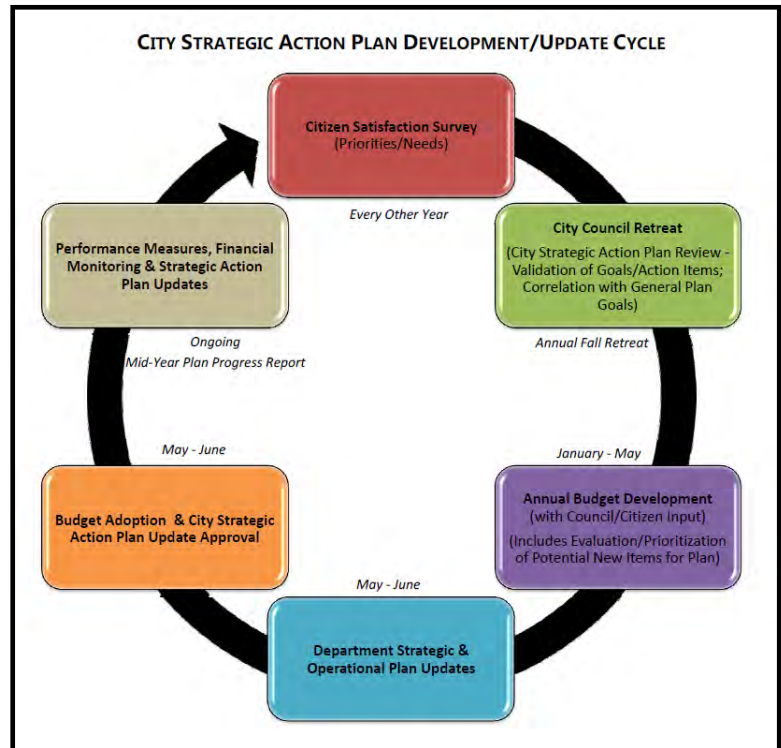 CITY STRATEGIC ACTION PLAN DEVELOPMENT/UPDATE CYCLE
Citizen Satisfaction Survey
(Priorities/Needs)
Every Other Year
City Council Retreat
(City Strategic Action Plan Review -
Validation of Goals/Action Items;
Correlation with General Plan
Goals)
Annual Fall Retreat
January - May
Annual Budget Development
(with Council/Citizen Input)
(Includes Evaluation/Prioritization
of Potential New Items for Plan)
May - June
Department Strategic &
Operational Plan Updates
May - June
Budget Adoption & City Strategic
Action Plan Update Approval
Performance Measures, Financial
Monitoring & Strategic Action
Plan Updates
Ongoing
Mid-Year Plan Progress Report